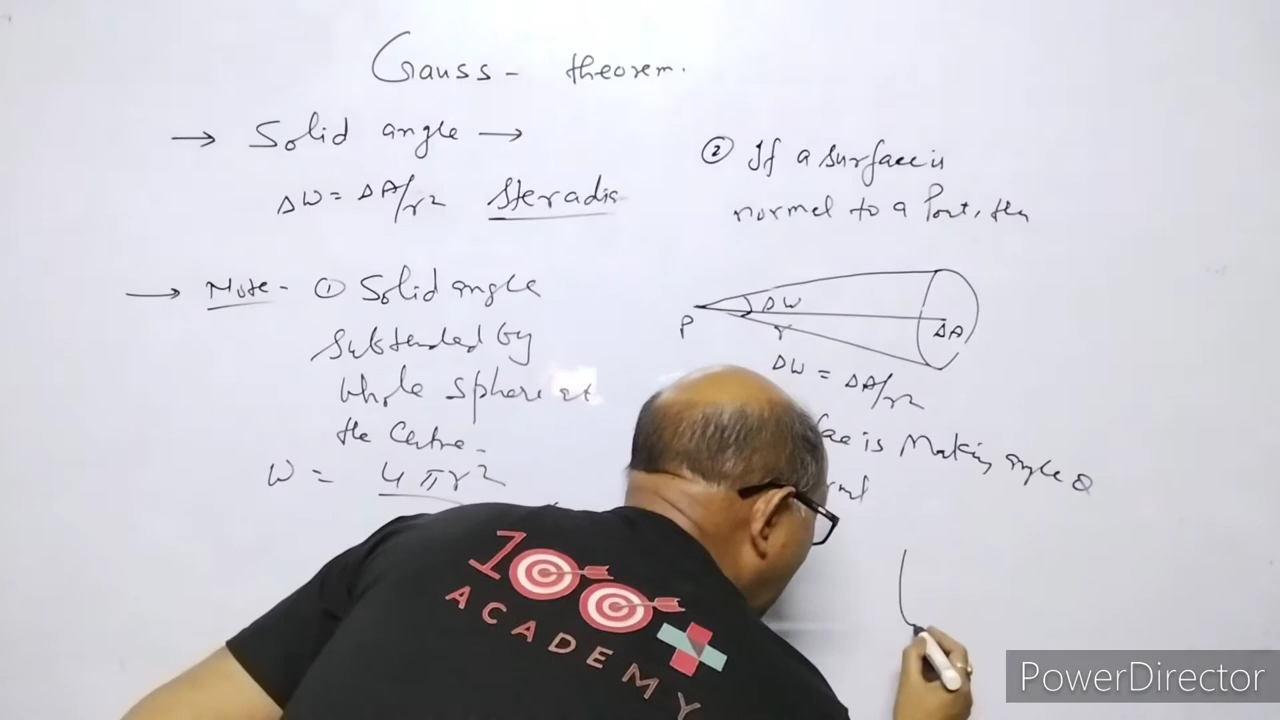 Gauss - theorem.
→ Solid angle →
ΔW = ΔA/r2 Steradia
→ Note - ① Solid angle
Subtended by
whole sphere at
the Centre -
W = 4πr2
② If a surface is
normal to a Point, the
P ΔW r ΔA
ΔW = ΔA/r2
face is Making angle θ
100+
ACADEMY
PowerDirector